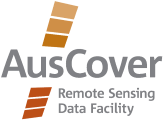 AusCover
Remote Sensing
Data Facility